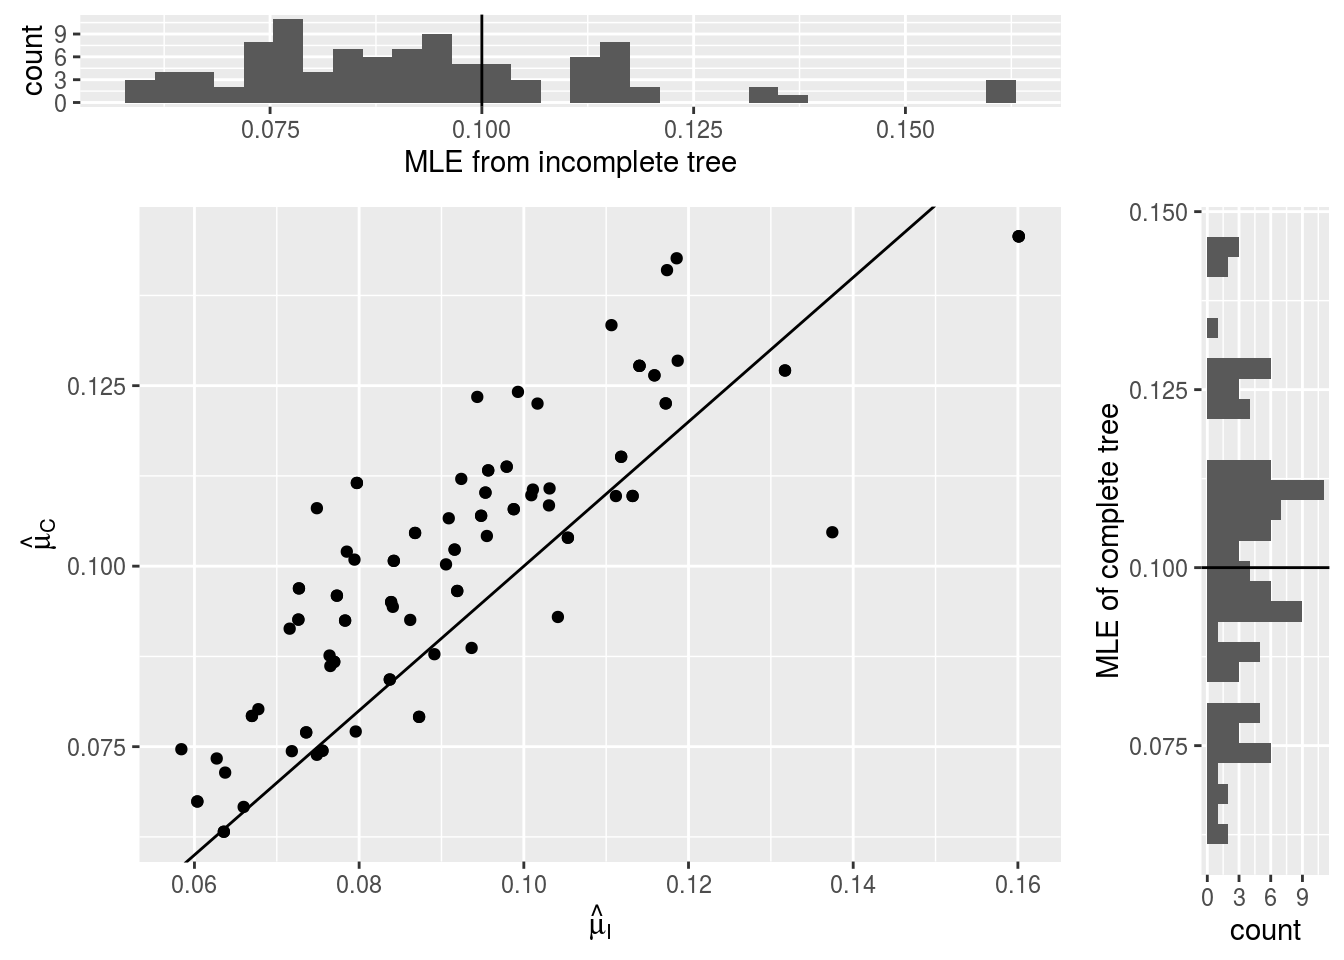 count
9
6
3
0
0.075 0.100 0.125 0.150
MLE from incomplete tree
μ̂C
0.125
0.100
0.075
0.06 0.08 0.10 0.12 0.14 0.16
μ̂I
MLE of complete tree
0.150
0.125
0.100
0.075
0 3 6 9
count